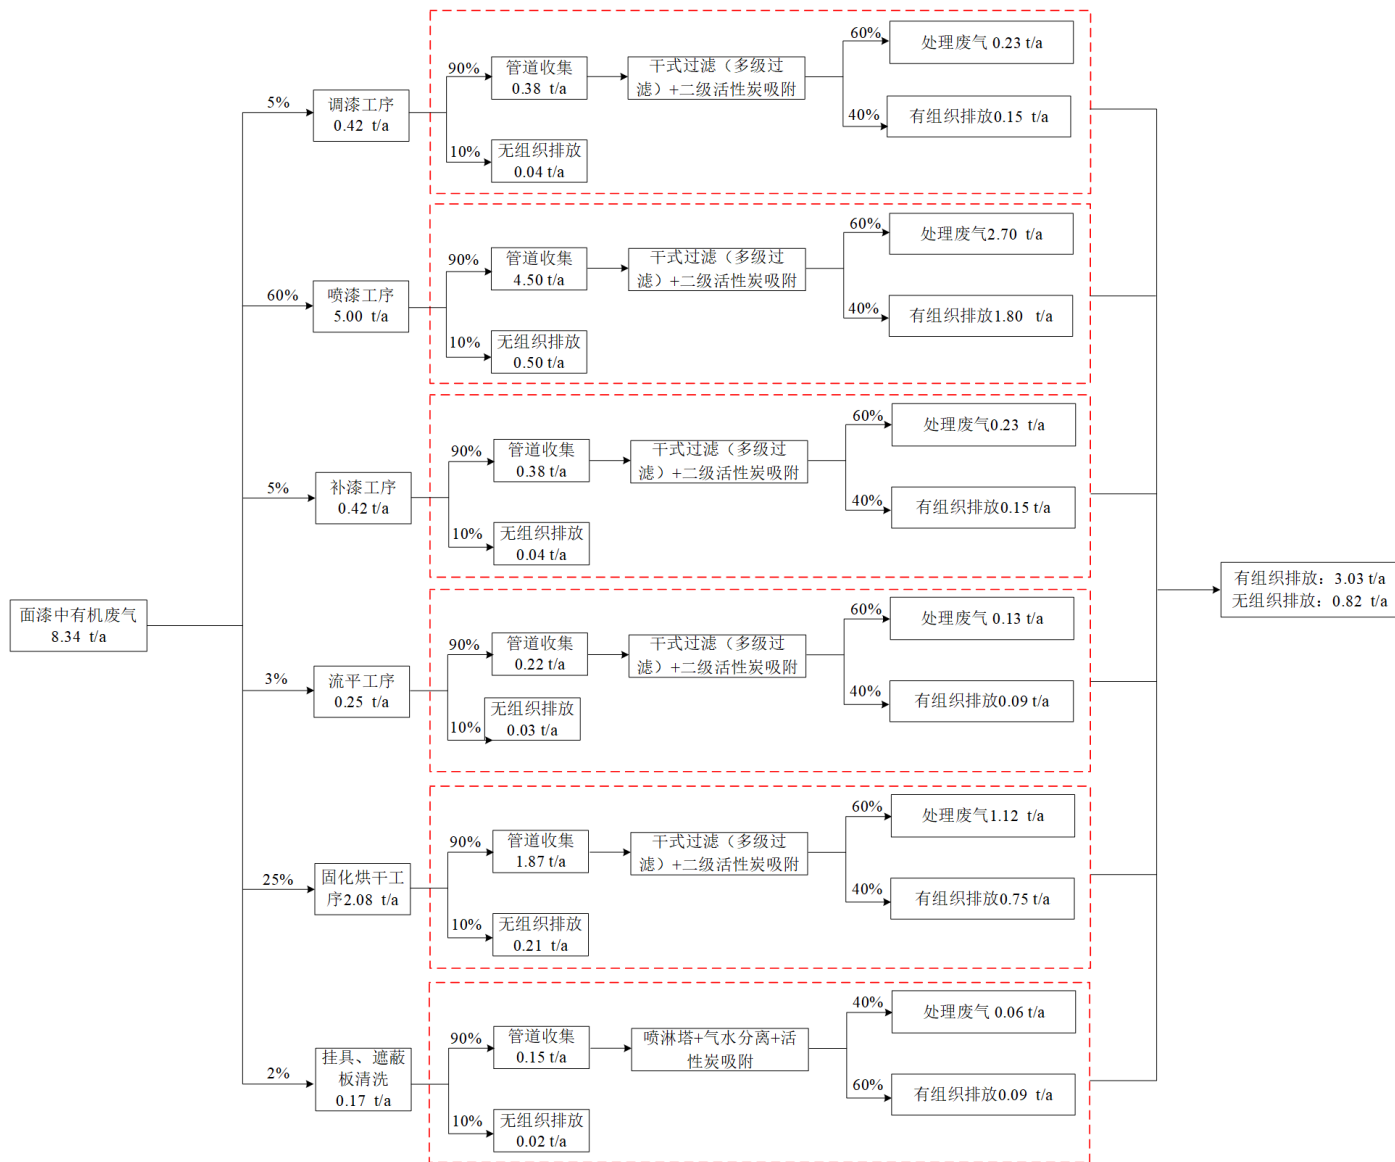 面漆中有机废气
8.34 t/a
5%
调漆工序
0.42 t/a
90%
管道收集
0.38 t/a
干式过滤（多级过
滤）+二级活性炭吸附
60%
处理废气 0.23 t/a
40%
有组织排放0.15 t/a
10%
无组织排放
0.04 t/a
60%
喷漆工序
5.00 t/a
90%
管道收集
4.50 t/a
干式过滤（多级过
滤）+二级活性炭吸附
60%
处理废气2.70 t/a
40%
有组织排放1.80 t/a
10%
无组织排放
0.50 t/a
5%
补漆工序
0.42 t/a
90%
管道收集
0.38 t/a
干式过滤（多级过
滤）+二级活性炭吸附
60%
处理废气0.23 t/a
40%
有组织排放0.15 t/a
10%
无组织排放
0.04 t/a
3%
流平工序
0.25 t/a
90%
管道收集
0.22 t/a
干式过滤（多级过
滤）+二级活性炭吸附
60%
处理废气 0.13 t/a
40%
有组织排放0.09 t/a
10%
无组织排放
0.03 t/a
25%
固化烘干工
序2.08 t/a
90%
管道收集
1.87 t/a
干式过滤（多级过
滤）+二级活性炭吸附
60%
处理废气1.12 t/a
40%
有组织排放0.75 t/a
10%
无组织排放
0.21 t/a
2%
挂具、遮蔽
板清洗
0.17 t/a
90%
管道收集
0.15 t/a
喷淋塔+气水分离+活
性炭吸附
40%
处理废气 0.06 t/a
60%
有组织排放0.09 t/a
10%
无组织排放
0.02 t/a
有组织排放：3.03 t/a
无组织排放：0.82 t/a